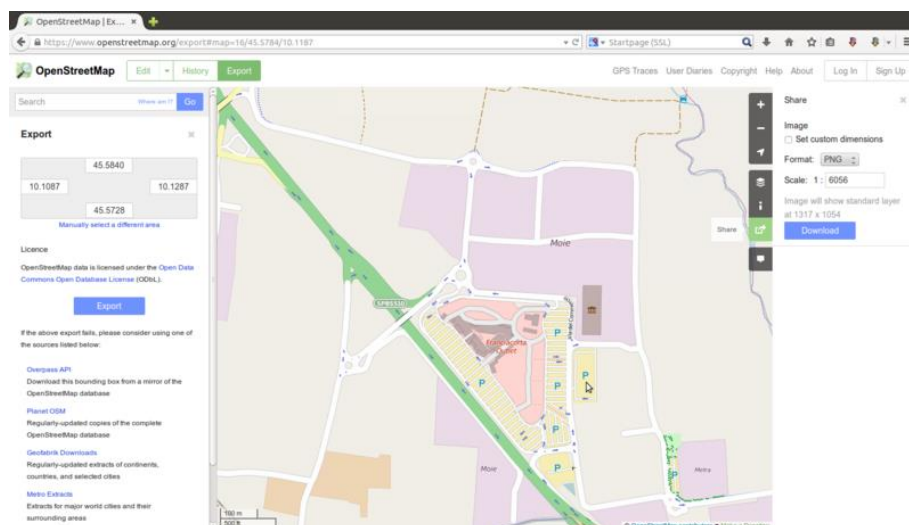 OpenStreetMap | Ex...
https://www.openstreetmap.org/export#map=16/45.5784/10.1187
Startpage (SSL)
OpenStreetMap
Edit
History
Export
GPS Traces
User Diaries
Copyright
Help
About
Log In
Sign Up
Search
Where am I?
Go
Export
45.5840
10.1087
10.1287
45.5728
Manually select a different area
Licence
OpenStreetMap data is licensed under the Open Data
Commons Open Database License (ODbL).
Export
If the above export fails, please consider using one of
the sources listed below:
Overpass API
Download this bounding box from a mirror of the
OpenStreetMap database
Planet OSM
Regularly-updated copies of the complete
OpenStreetMap database
Geofabrik Downloads
Regularly-updated extracts of continents,
countries, and selected cities
Metro Extracts
Extracts for major world cities and their
surrounding areas
Moie
Franciacorta
Outlet
P
P
P
P
P
P
Moie
100 m
500 ft
Share
Share
Image
Set custom dimensions
Format: PNG
Scale: 1 : 6056
Image will show standard layer
at 1317 x 1054
Download